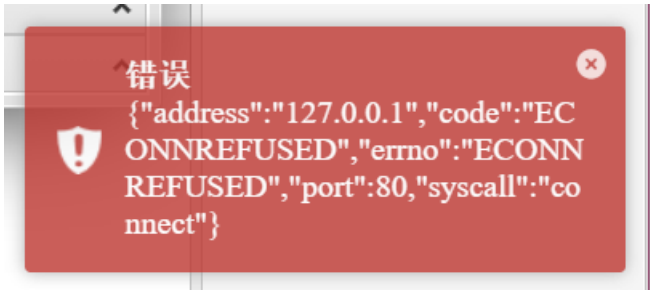 错误
{"address":"127.0.0.1","code":"EC
ONNREFUSED","errno":"ECONN
REFUSED","port":80,"syscall":"co
nnect"}